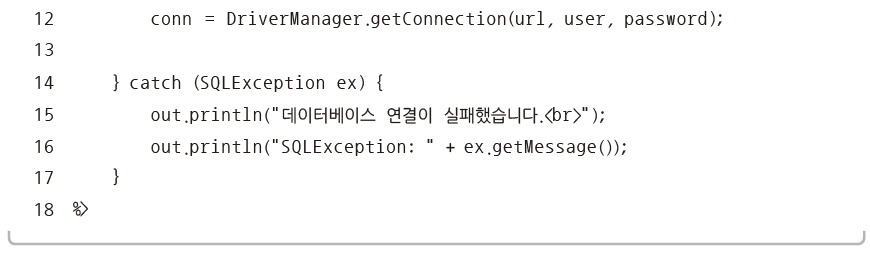 12 conn = DriverManager.getConnection(url, user, password);
13
14 } catch (SQLException ex) {
15 out.println("데이터베이스 연결이 실패했습니다.<br>");
16 out.println("SQLException: " + ex.getMessage());
17 }
18 %>